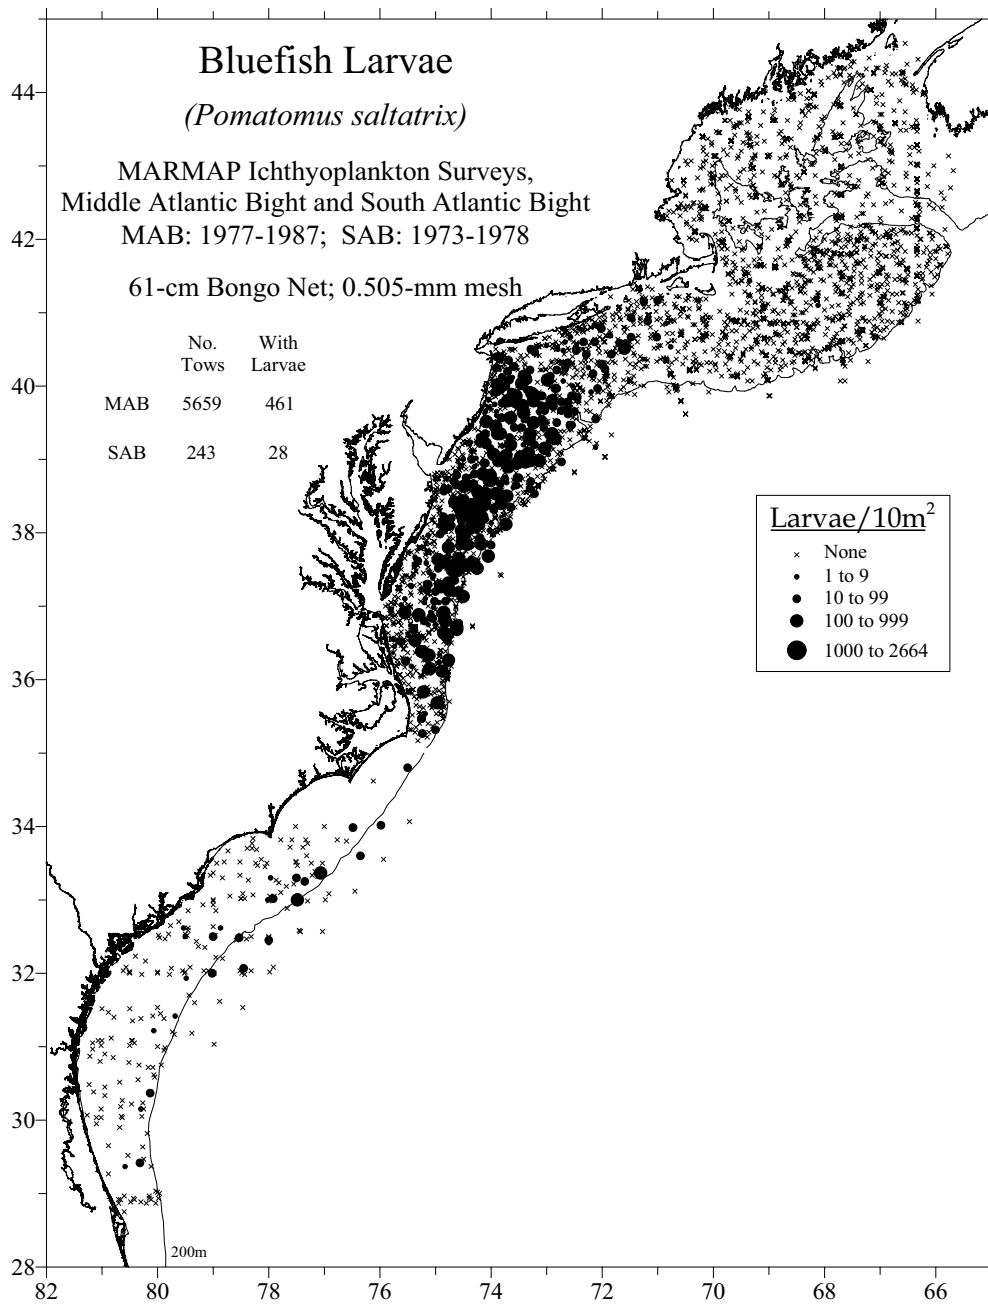 Bluefish Larvae
(Pomatomus saltatrix)
MARMAP Ichthyoplankton Surveys,
Middle Atlantic Bight and South Atlantic Bight
MAB: 1977-1987; SAB: 1973-1978
61-cm Bongo Net; 0.505-mm mesh
No. With
Tows Larvae
MAB 5659 461
SAB 243 28
Larvae/10m²
None
1 to 9
10 to 99
100 to 999
1000 to 2664
200m
44
42
40
38
36
34
32
30
28
82 80 78 76 74 72 70 68 66